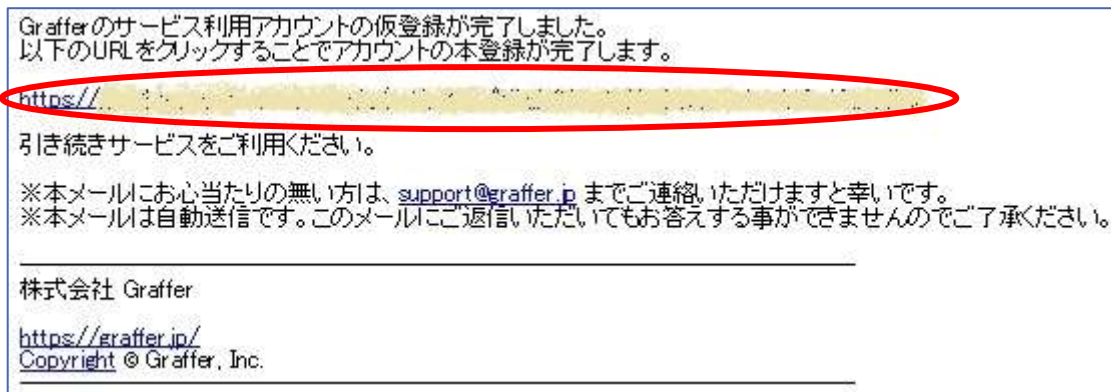 Grafferのサービス利用アカウントの仮登録が完了しました。
以下のURLをクリックすることでアカウントの本登録が完了します。
https://
引き続きサービスをご利用ください。
※本メールにお心当たりの無い方は、support@graffer.jp までご連絡いただけますと幸いです。
※本メールは自動送信です。このメールにご返信いただいてもお答えする事ができませんのでご了承ください。
株式会社 Graffer
https://graffer.jp/
Copyright © Graffer, Inc.